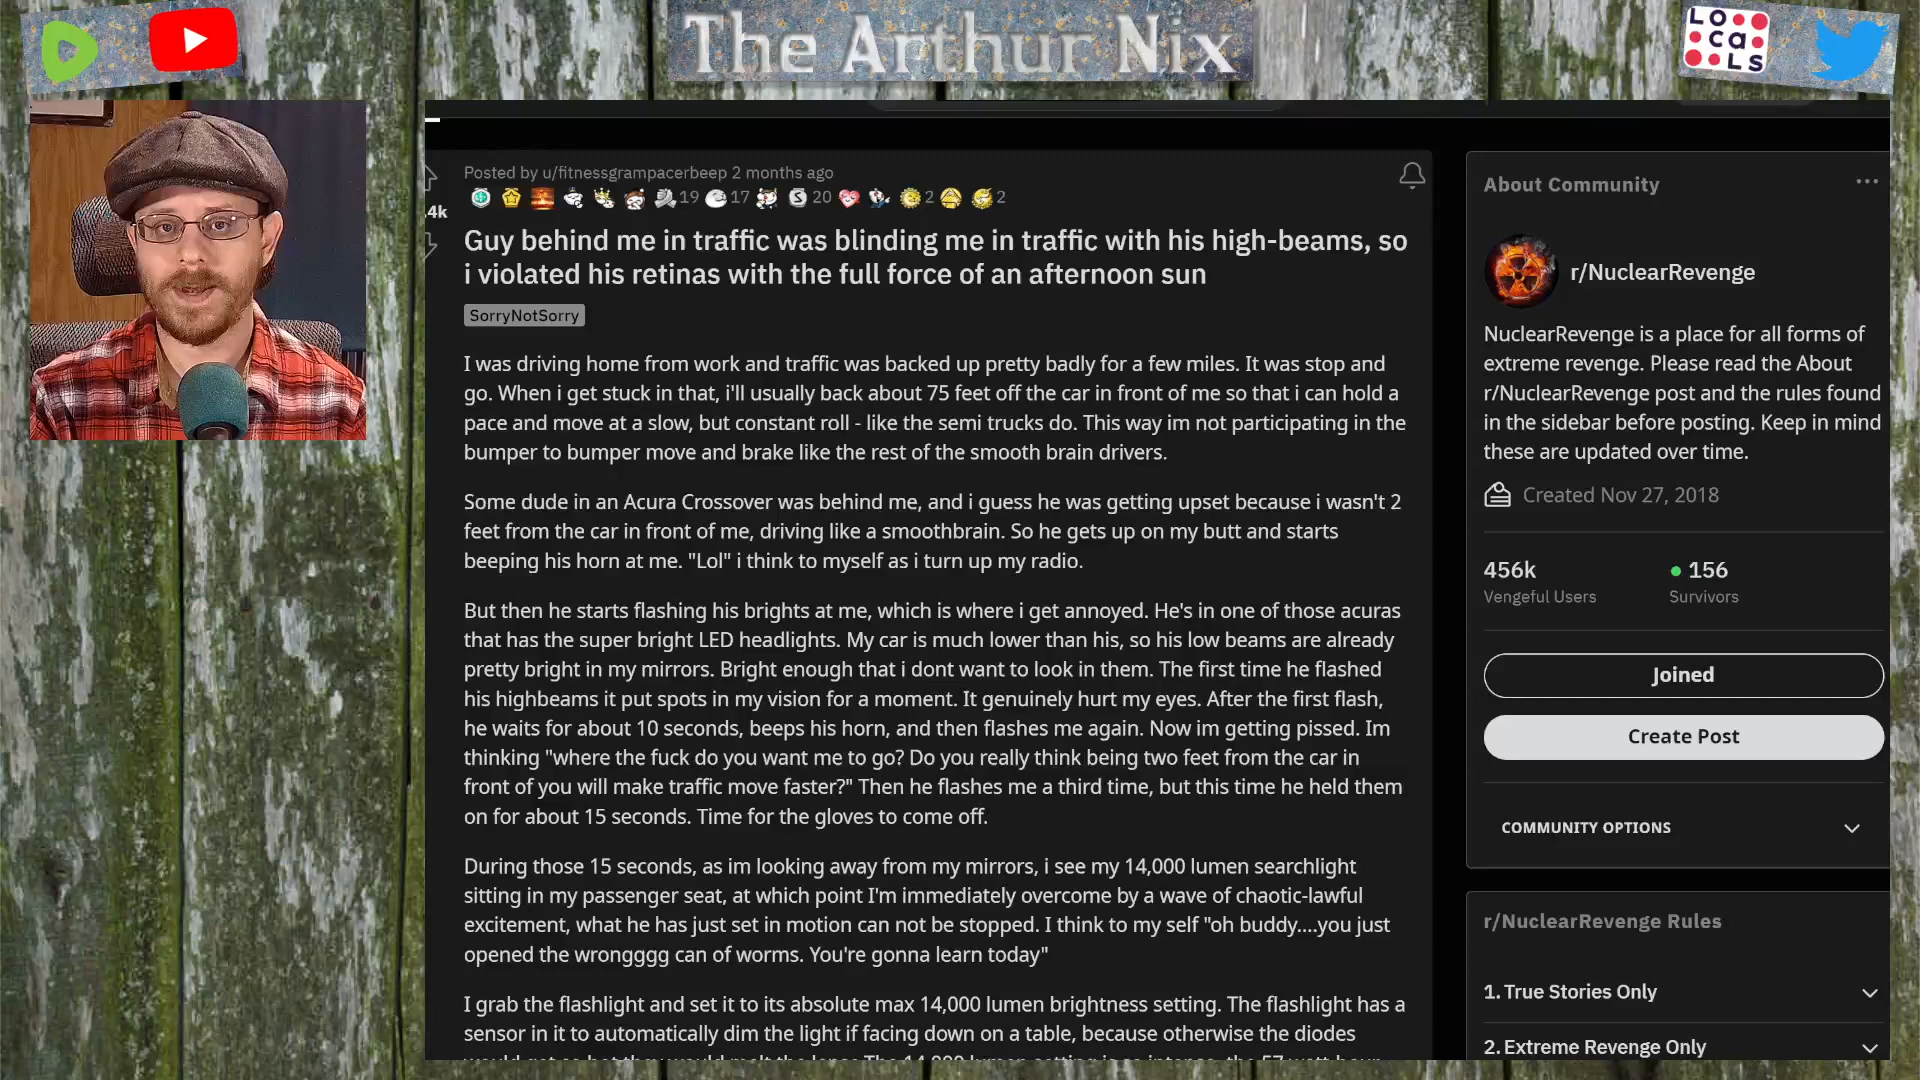 The Arthur Nix
LOcaLS
Posted by u/fitnessgrampacerbeep 2 months ago
19 17 20 2 2
.4k
Guy behind me in traffic was blinding me in traffic with his high-beams, so
i violated his retinas with the full force of an afternoon sun
SorryNotSorry
I was driving home from work and traffic was backed up pretty badly for a few miles. It was stop and
go. When i get stuck in that, i'll usually back about 75 feet off the car in front of me so that i can hold a
pace and move at a slow, but constant roll - like the semi trucks do. This way im not participating in the
bumper to bumper move and brake like the rest of the smooth brain drivers.
Some dude in an Acura Crossover was behind me, and i guess he was getting upset because i wasn't 2
feet from the car in front of me, driving like a smoothbrain. So he gets up on my butt and starts
beeping his horn at me. "Lol" i think to myself as i turn up my radio.
But then he starts flashing his brights at me, which is where i get annoyed. He's in one of those acuras
that has the super bright LED headlights. My car is much lower than his, so his low beams are already
pretty bright in my mirrors. Bright enough that i dont want to look in them. The first time he flashed
his highbeams it put spots in my vision for a moment. It genuinely hurt my eyes. After the first flash,
he waits for about 10 seconds, beeps his horn, and then flashes me again. Now im getting pissed. Im
thinking "where the fuck do you want me to go? Do you really think being two feet from the car in
front of you will make traffic move faster?" Then he flashes me a third time, but this time he held them
on for about 15 seconds. Time for the gloves to come off.
During those 15 seconds, as im looking away from my mirrors, i see my 14,000 lumen searchlight
sitting in my passenger seat, at which point I'm immediately overcome by a wave of chaotic-lawful
excitement, what he has just set in motion can not be stopped. I think to my self "oh buddy....you just
opened the wrongggg can of worms. You're gonna learn today"
I grab the flashlight and set it to its absolute max 14,000 lumen brightness setting. The flashlight has a
sensor in it to automatically dim the light if facing down on a table, because otherwise the diodes
About Community
r/NuclearRevenge
NuclearRevenge is a place for all forms of
extreme revenge. Please read the About
r/NuclearRevenge post and the rules found
in the sidebar before posting. Keep in mind
these are updated over time.
Created Nov 27, 2018
456k 156
Vengeful Users Survivors
Joined
Create Post
COMMUNITY OPTIONS
r/NuclearRevenge Rules
1. True Stories Only
2. Extreme Revenge Only